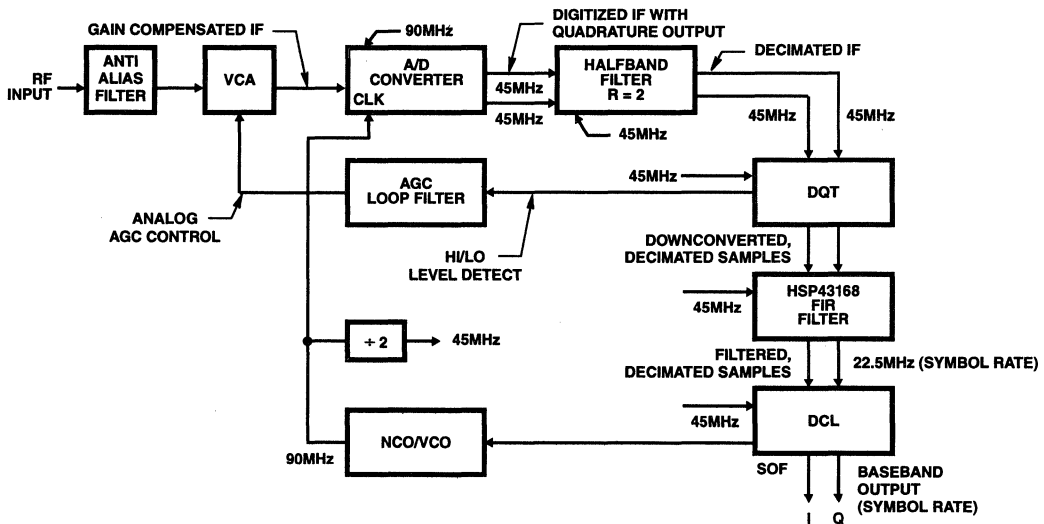 GAIN COMPENSATED IF
90MHz
DIGITIZED IF WITH
QUADRATURE OUTPUT
DECIMATED IF
RF
INPUT
ANTI
ALIAS
FILTER
VCA
A/D
CONVERTER
CLK
45MHz
45MHz
HALFBAND
FILTER
R = 2
45MHz
45MHz
45MHz
ANALOG
AGC CONTROL
AGC
LOOP FILTER
HI/LO
LEVEL DETECT
45MHz
DQT
DOWNCONVERTED,
DECIMATED SAMPLES
45MHz
HSP43168
FIR
FILTER
÷ 2
45MHz
FILTERED,
DECIMATED SAMPLES
22.5MHz (SYMBOL RATE)
45MHz
DCL
90MHz
NCO/VCO
SOF
BASEBAND
OUTPUT
(SYMBOL RATE)
I
Q